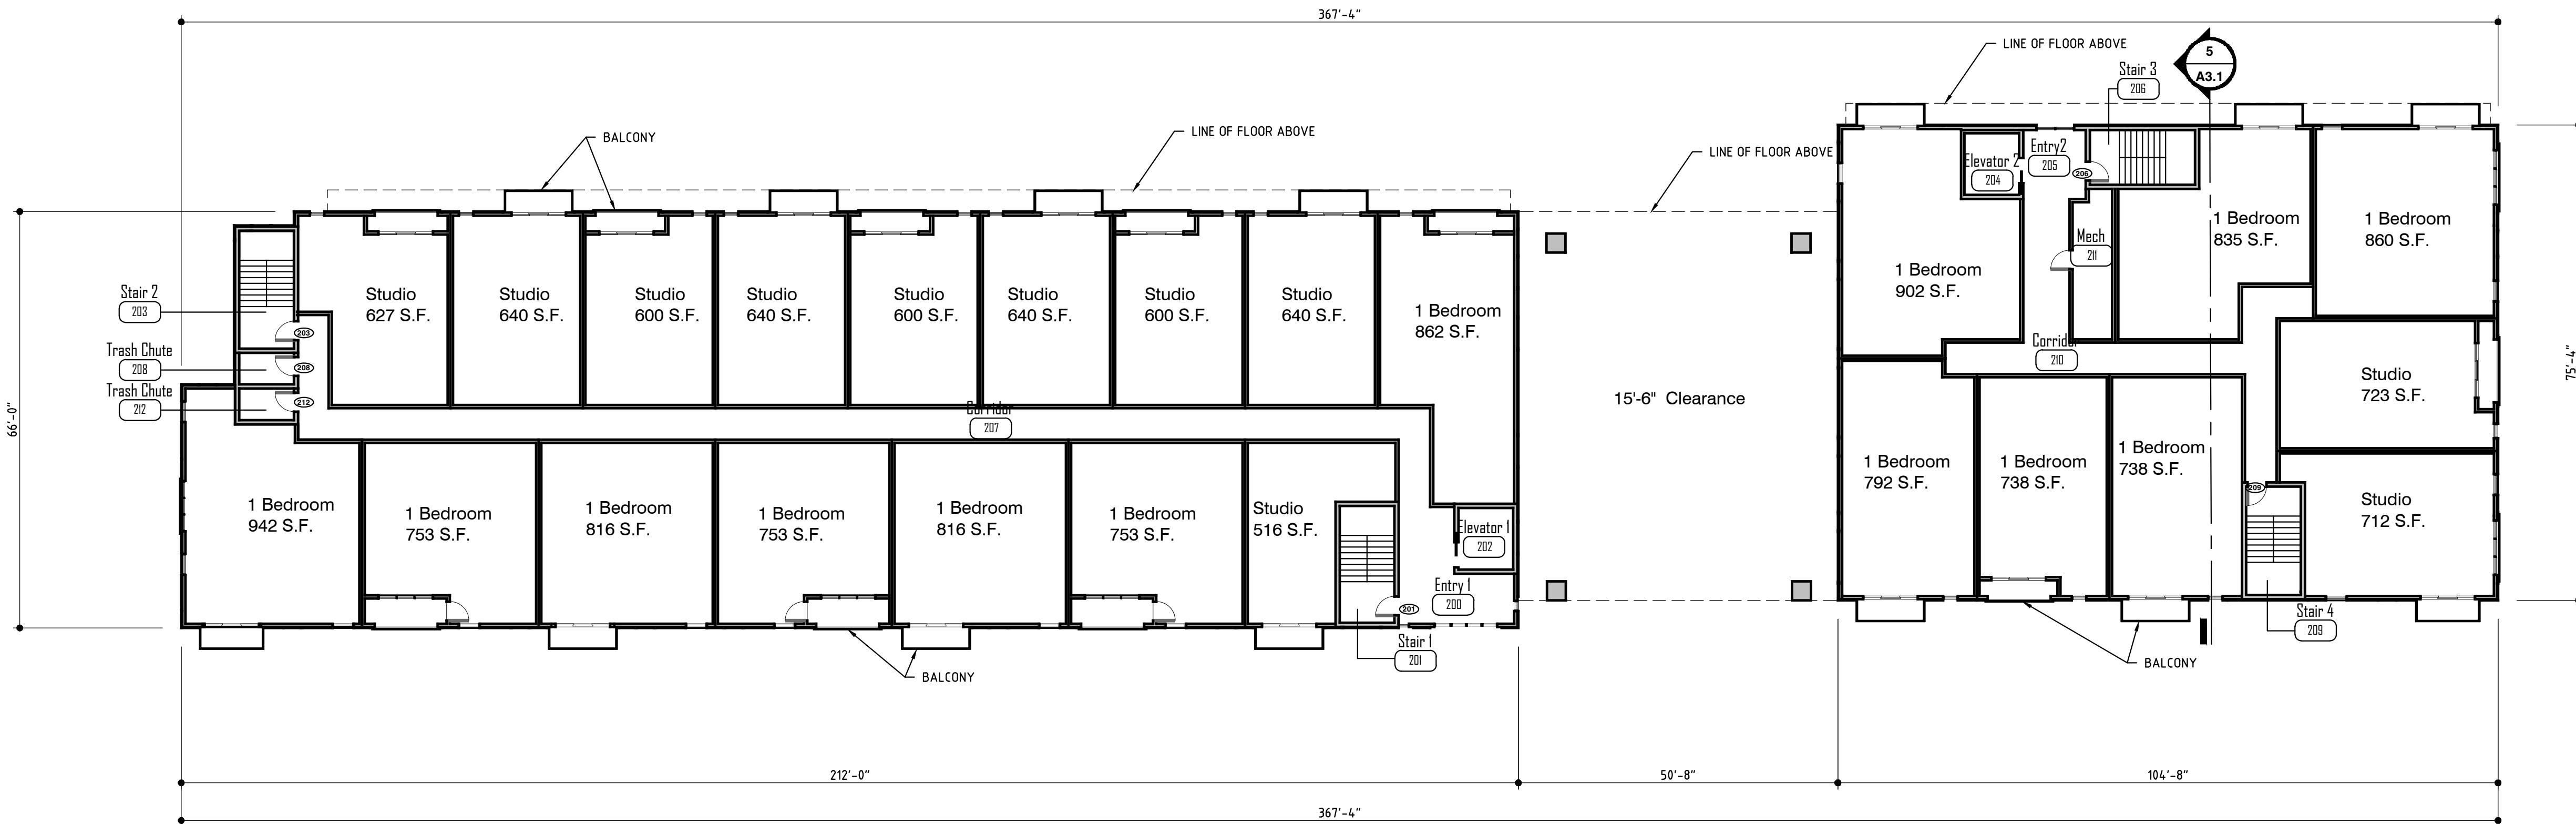 367'-4"
LINE OF FLOOR ABOVE
5
A3.1
Stair 3
206
BALCONY
LINE OF FLOOR ABOVE
LINE OF FLOOR ABOVE
Elevator 2
204
Entry2
205
206
1 Bedroom
835 S.F.
1 Bedroom
860 S.F.
Mech
211
1 Bedroom
902 S.F.
Stair 2
203
203
Studio
627 S.F.
Studio
640 S.F.
Studio
600 S.F.
Studio
640 S.F.
Studio
600 S.F.
Studio
640 S.F.
Studio
600 S.F.
Studio
640 S.F.
1 Bedroom
862 S.F.
Trash Chute
208
208
Trash Chute
212
212
Corridor
207
15'-6" Clearance
Corridor
210
Studio
723 S.F.
75'-4"
66'-0"
1 Bedroom
942 S.F.
1 Bedroom
753 S.F.
1 Bedroom
816 S.F.
1 Bedroom
753 S.F.
1 Bedroom
816 S.F.
1 Bedroom
753 S.F.
Studio
516 S.F.
Elevator 1
202
Entry 1
200
201
Stair 1
201
1 Bedroom
792 S.F.
1 Bedroom
738 S.F.
1 Bedroom
738 S.F.
209
Studio
712 S.F.
Stair 4
209
BALCONY
BALCONY
212'-0"
50'-8"
104'-8"
367'-4"